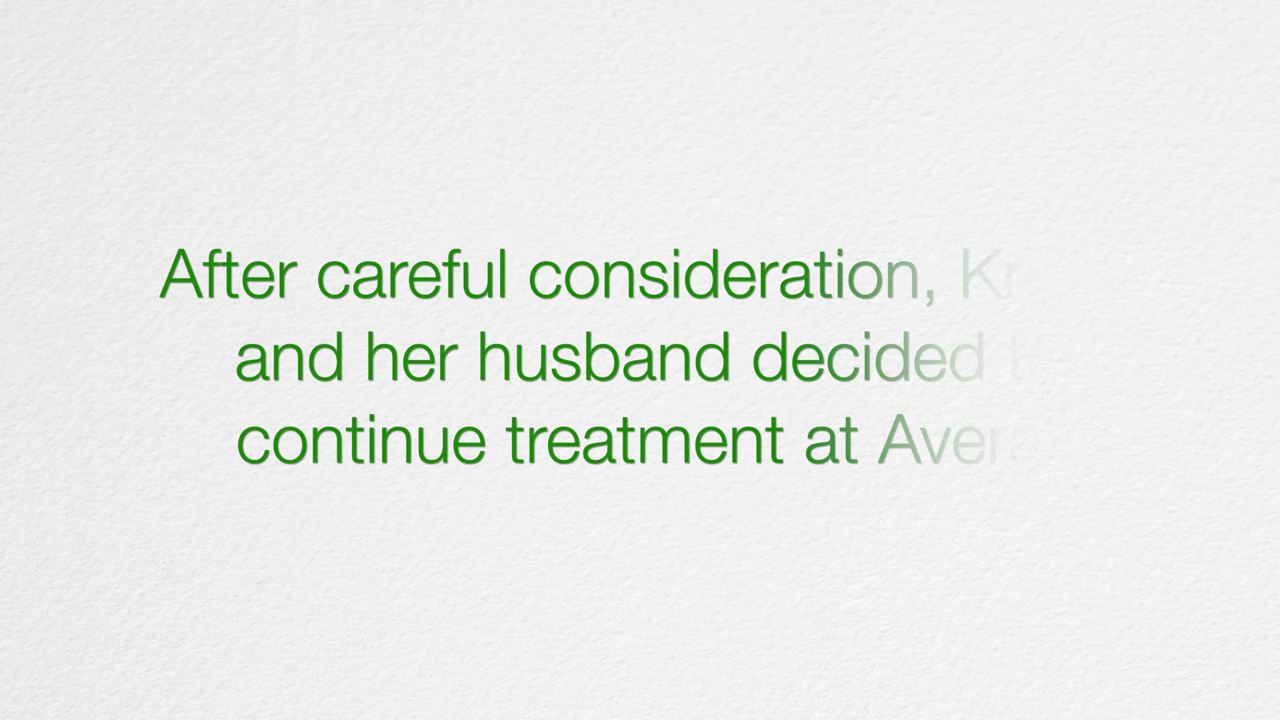 After careful consideration,
and her husband decided
continue treatment at